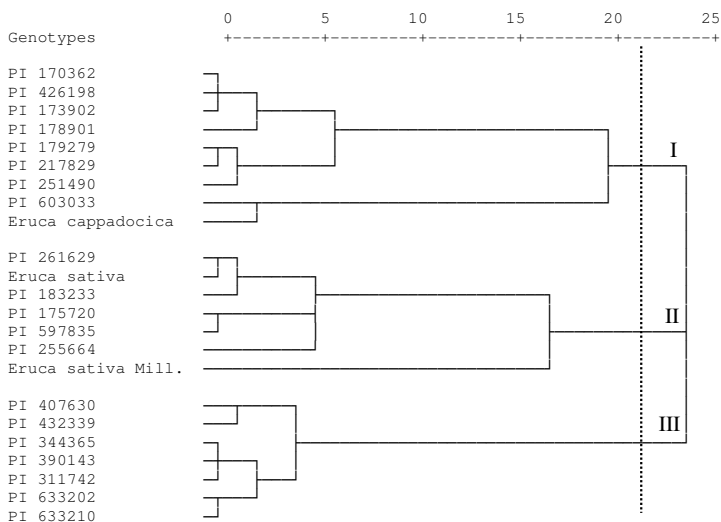 0 5 10 15 20 25
Genotypes
PI 170362
PI 426198
PI 173902
PI 178901
PI 179279
I
PI 217829
PI 251490
PI 603033
Eruca cappadocica
PI 261629
Eruca sativa
PI 183233
PI 175720
II
PI 597835
PI 255664
Eruca sativa Mill.
PI 407630
PI 432339
III
PI 344365
PI 390143
PI 311742
PI 633202
PI 633210